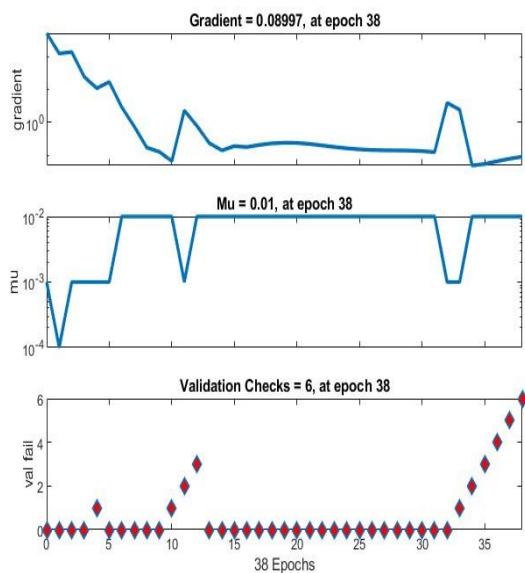 Gradient = 0.08997, at epoch 38
gradient
10^0
Mu = 0.01, at epoch 38
mu
10^-2
10^-3
10^-4
Validation Checks = 6, at epoch 38
val fail
6
4
2
0
0 5 10 15 20 25 30 35
38 Epochs